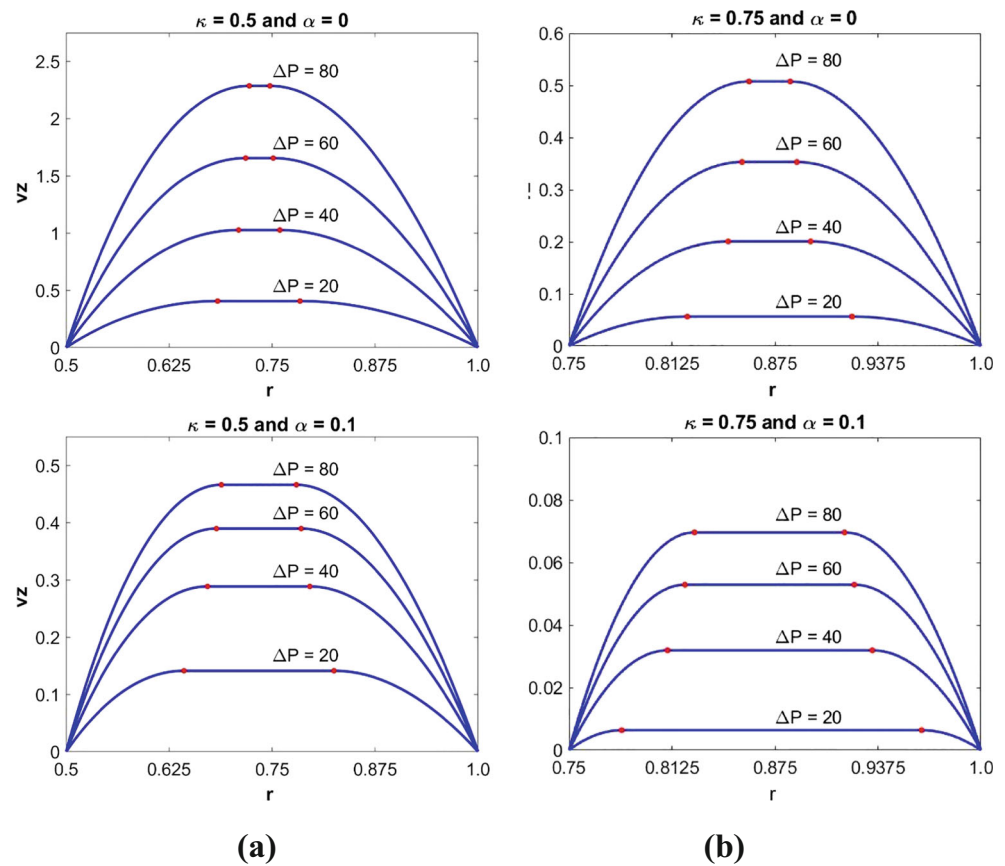 κ = 0.5 and α = 0
2.5
2
1.5
1
0.5
0
vz
ΔP = 80
ΔP = 60
ΔP = 40
ΔP = 20
0.5 0.625 0.75 0.875 1.0
r
κ = 0.75 and α = 0
0.6
0.5
0.4
0.3
0.2
0.1
0
ΔP = 80
ΔP = 60
ΔP = 40
ΔP = 20
0.75 0.8125 0.875 0.9375 1.0
r
κ = 0.5 and α = 0.1
0.5
0.4
0.3
0.2
0.1
0
vz
ΔP = 80
ΔP = 60
ΔP = 40
ΔP = 20
0.5 0.625 0.75 0.875 1.0
r
κ = 0.75 and α = 0.1
0.1
0.08
0.06
0.04
0.02
0
ΔP = 80
ΔP = 60
ΔP = 40
ΔP = 20
0.75 0.8125 0.875 0.9375 1.0
r
(a) (b)